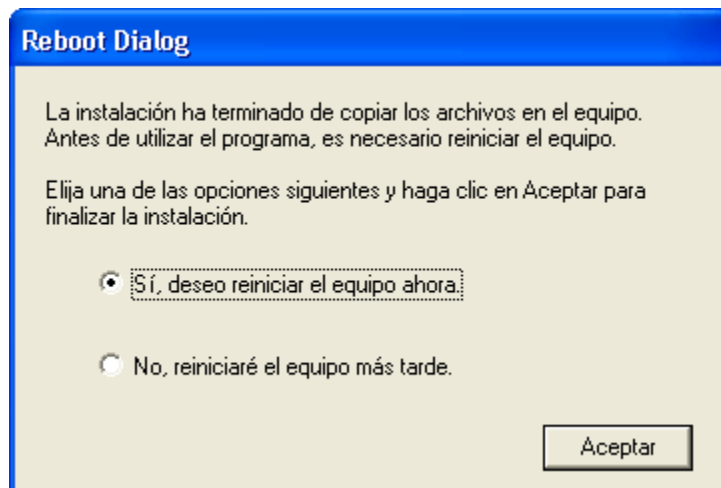 Reboot Dialog
La instalación ha terminado de copiar los archivos en el equipo.
Antes de utilizar el programa, es necesario reiniciar el equipo.
Elija una de las opciones siguientes y haga clic en Aceptar para
finalizar la instalación.
Sí, deseo reiniciar el equipo ahora.
No, reiniciaré el equipo más tarde.
Aceptar